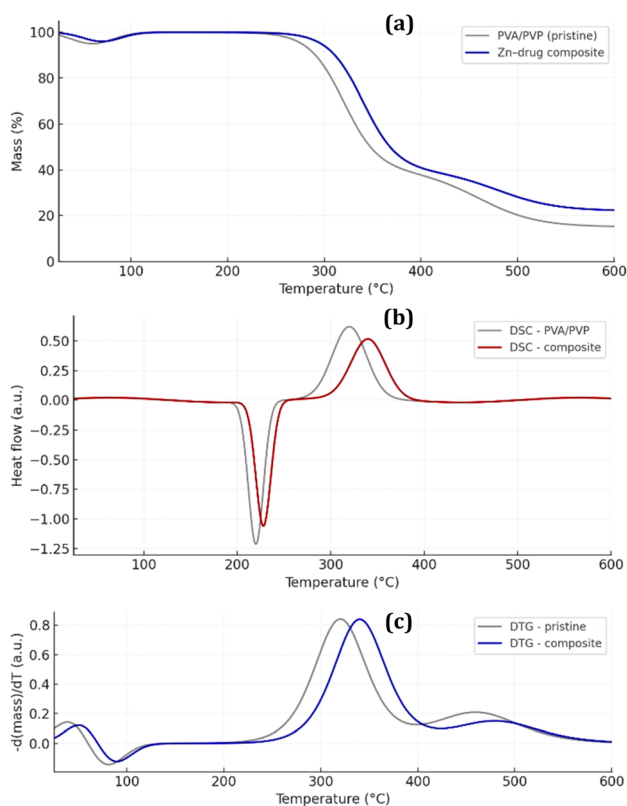 (a)
PVA/PVP (pristine)
Zn–drug composite
Mass (%)
100
80
60
40
20
0
100 200 300 400 500 600
Temperature (°C)
(b)
DSC - PVA/PVP
DSC - composite
Heat flow (a.u.)
0.50
0.25
0.00
−0.25
−0.50
−0.75
−1.00
−1.25
100 200 300 400 500 600
Temperature (°C)
(c)
DTG - pristine
DTG - composite
-d(mass)/dT (a.u.)
0.8
0.6
0.4
0.2
0.0
100 200 300 400 500 600
Temperature (°C)